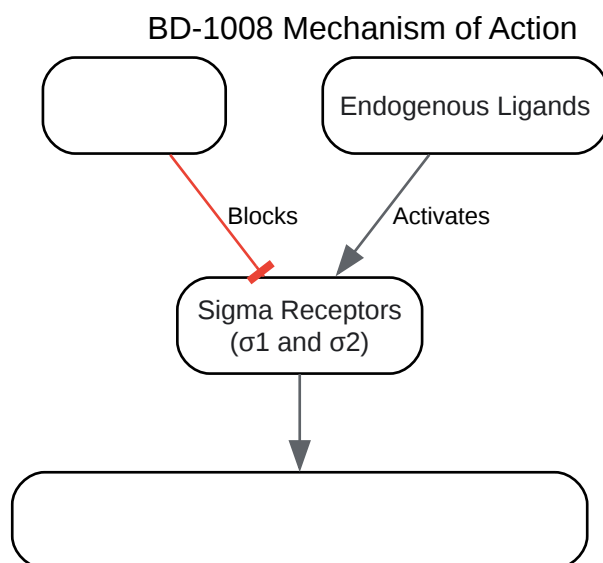 BD-1008 Mechanism of Action
Endogenous Ligands
Blocks
Activates
Sigma Receptors
(σ1 and σ2)